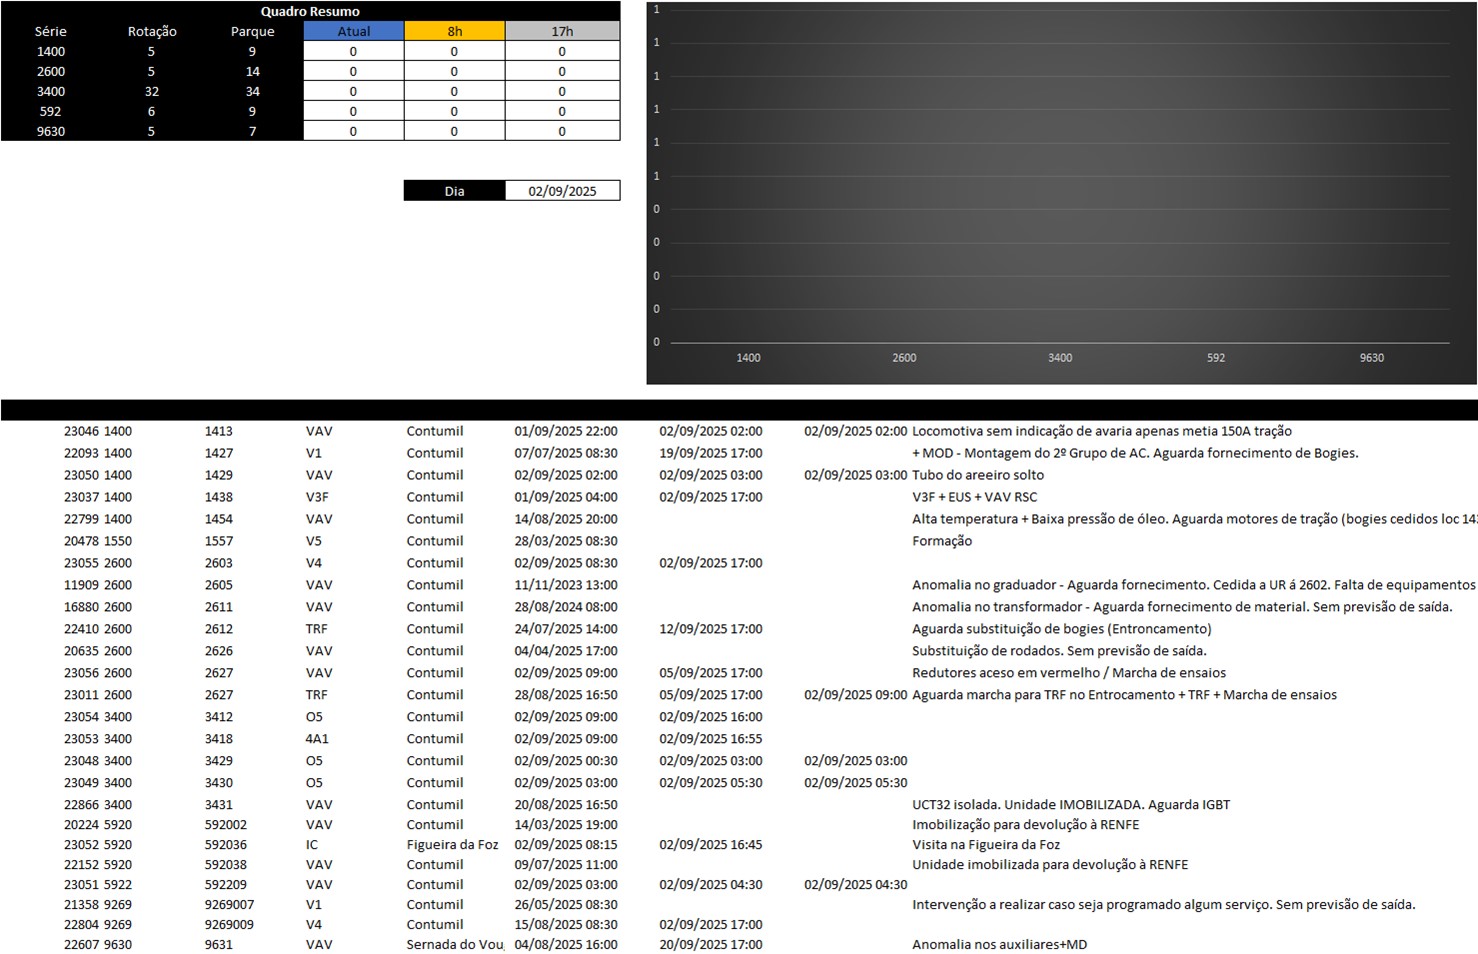 Quadro Resumo
Série Rotação Parque Atual 8h 17h
1400 5 9 0 0 0
2600 5 14 0 0 0
3400 32 34 0 0 0
592 6 9 0 0 0
9630 5 7 0 0 0
Dia 02/09/2025
1
1
1
1
1
1
0
0
0
0
0
1400 2600 3400 592 9630
23046 1400 1413 VAV Contumil 01/09/2025 22:00 02/09/2025 02:00 02/09/2025 02:00 Locomotiva sem indicação de avaria apenas metia 150A tração
22093 1400 1427 V1 Contumil 07/07/2025 08:30 19/09/2025 17:00 + MOD - Montagem do 2º Grupo de AC. Aguarda fornecimento de Bogies.
23050 1400 1429 VAV Contumil 02/09/2025 02:00 02/09/2025 03:00 02/09/2025 03:00 Tubo do areeiro solto
23037 1400 1438 V3F Contumil 01/09/2025 04:00 02/09/2025 17:00 V3F + EUS + VAV RSC
22799 1400 1454 VAV Contumil 14/08/2025 20:00 Alta temperatura + Baixa pressão de óleo. Aguarda motores de tração (bogies cedidos loc
20478 1550 1557 V5 Contumil 28/03/2025 08:30 Formação
23055 2600 2603 V4 Contumil 02/09/2025 08:30 02/09/2025 17:00
11909 2600 2605 VAV Contumil 11/11/2023 13:00 Anomalia no graduador - Aguarda fornecimento. Cedida a UR á 2602. Falta de equipamentos
16880 2600 2611 VAV Contumil 28/08/2024 08:00 Anomalia no transformador - Aguarda fornecimento de material. Sem previsão de saída.
22410 2600 2612 TRF Contumil 24/07/2025 14:00 12/09/2025 17:00 Aguarda substituição de bogies (Entroncamento)
20635 2600 2626 VAV Contumil 04/04/2025 17:00 Substituição de rodados. Sem previsão de saída.
23056 2600 2627 VAV Contumil 02/09/2025 09:00 05/09/2025 17:00 Redutores aceso em vermelho / Marcha de ensaios
23011 2600 2627 TRF Contumil 28/08/2025 16:50 05/09/2025 17:00 02/09/2025 09:00 Aguarda marcha para TRF no Entrocamento + TRF + Marcha de ensaios
23054 3400 3412 O5 Contumil 02/09/2025 09:00 02/09/2025 16:00
23053 3400 3418 4A1 Contumil 02/09/2025 09:00 02/09/2025 16:55
23048 3400 3429 O5 Contumil 02/09/2025 00:30 02/09/2025 03:00 02/09/2025 03:00
23049 3400 3430 O5 Contumil 02/09/2025 03:00 02/09/2025 05:30 02/09/2025 05:30
22866 3400 3431 VAV Contumil 20/08/2025 16:50 UCT32 isolada. Unidade IMOBILIZADA. Aguarda IGBT
20224 5920 592002 VAV Contumil 14/03/2025 19:00 Imobilização para devolução à RENFE
23052 5920 592036 IC Figueira da Foz 02/09/2025 08:15 02/09/2025 16:45 Visita na Figueira da Foz
22152 5920 592038 VAV Contumil 09/07/2025 11:00 Unidade imobilizada para devolução à RENFE
23051 5922 592209 VAV Contumil 02/09/2025 03:00 02/09/2025 04:30 02/09/2025 04:30
21358 9269 9269007 V1 Contumil 26/05/2025 08:30 Intervenção a realizar caso seja programado algum serviço. Sem previsão de saída.
22804 9269 9269009 V4 Contumil 15/08/2025 08:30 02/09/2025 17:00
22607 9630 9631 VAV Sernada do Vou 04/08/2025 16:00 20/09/2025 17:00 Anomalia nos auxiliares+MD